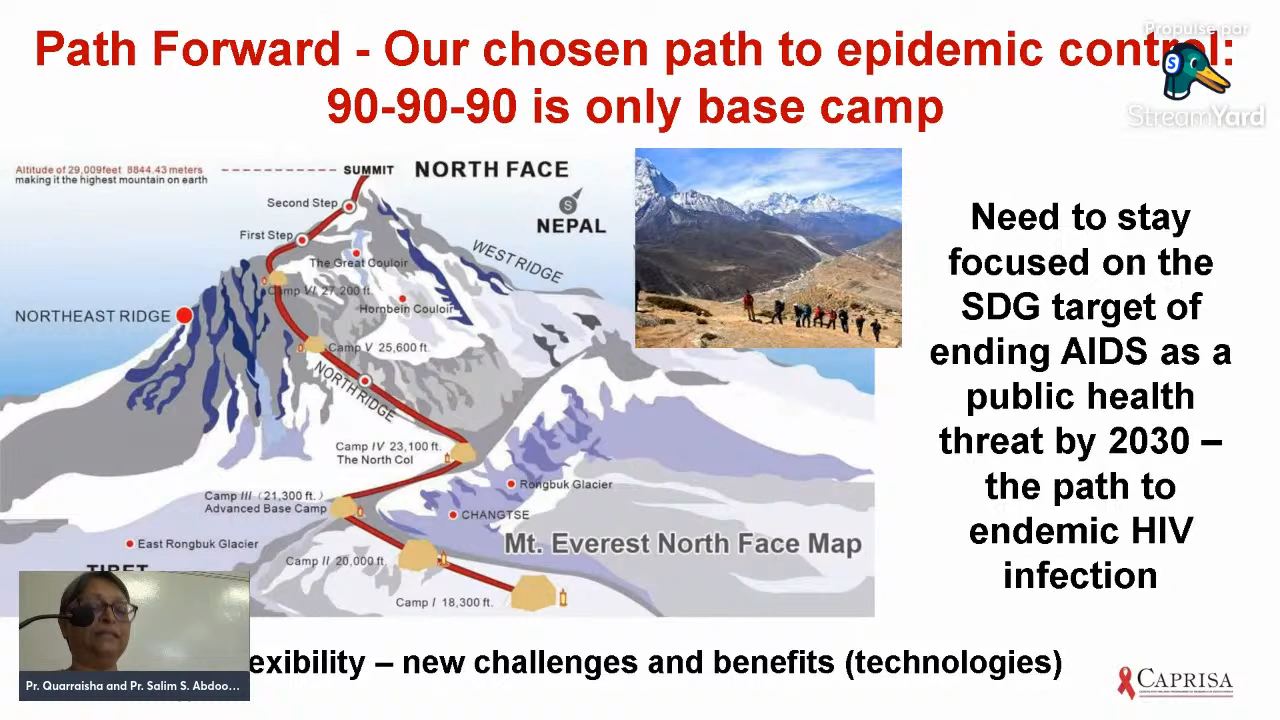 Path Forward - Our chosen path to epidemic control:
90-90-90 is only base camp
Propulsé par
StreamYard
Altitude of 29,009feet 8844.43 meters
making it the highest mountain on earth
SUMMIT
NORTH FACE
Second Step
S
NEPAL
First Step
WEST RIDGE
The Great Couloir
Camp VI 27,200 ft.
Hornbein Couloir
NORTHEAST RIDGE
Camp V 25,600 ft.
NORTH RIDGE
Camp IV 23,100 ft.
The North Col
Rongbuk Glacier
Camp III (21,300 ft.)
Advanced Base Camp
CHANGTSE
East Rongbuk Glacier
Mt. Everest North Face Map
Camp II 20,000 ft.
TIBET
Camp I 18,300 ft.
Need to stay
focused on the
SDG target of
ending AIDS as a
public health
threat by 2030 –
the path to
endemic HIV
infection
Pr. Quarraisha and Pr. Salim S. Abdoo...
exibility – new challenges and benefits (technologies)
CAPRISA